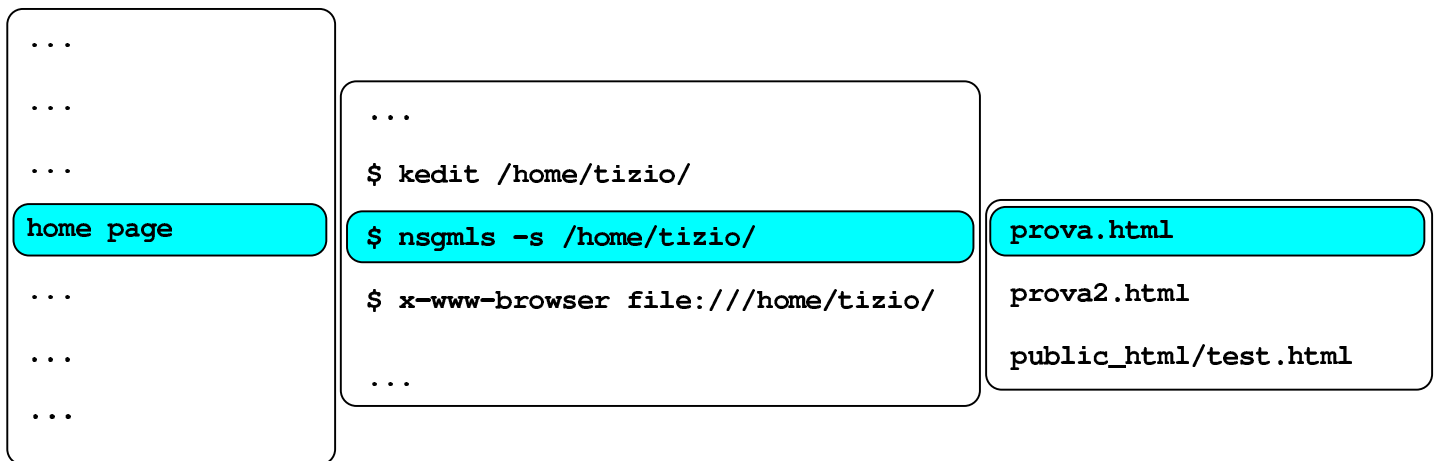 ...
...
...
home page
...
...
...
...
$ kedit /home/tizio/
$ nsgmls -s /home/tizio/
$ x-www-browser file:///home/tizio/
...
prova.html
prova2.html
public_html/test.html